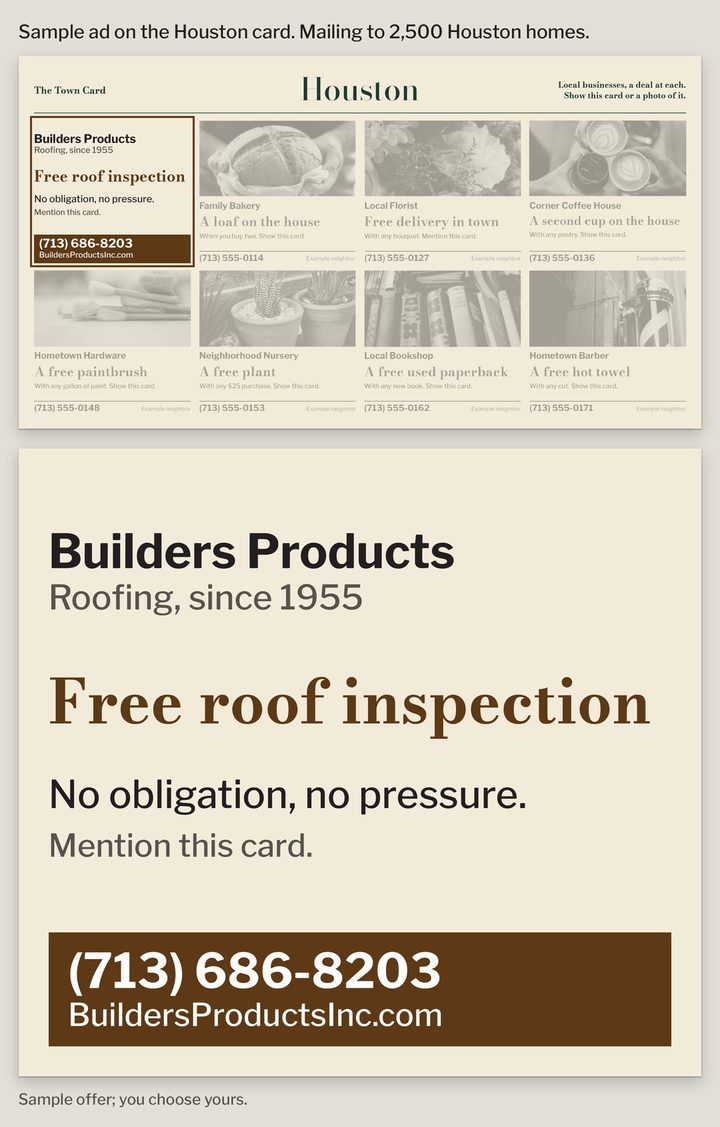 Sample ad on the Houston card. Mailing to 2,500 Houston homes.
The Town Card
Houston
Local businesses, a deal at each.
Show this card or a photo of it.
Builders Products
Roofing, since 1955
Free roof inspection
No obligation, no pressure.
Mention this card.
(713) 686-8203
BuildersProductsInc.com
Family Bakery
A loaf on the house
When you buy two. Show this card.
(713) 555-0114
Example neighbor
Local Florist
Free delivery in town
With any bouquet. Mention this card.
(713) 555-0127
Example neighbor
Corner Coffee House
A second cup on the house
With any pastry. Show this card.
(713) 555-0136
Example neighbor
Hometown Hardware
A free paintbrush
With any gallon of paint. Show this card.
(713) 555-0148
Example neighbor
Neighborhood Nursery
A free plant
With any $25 purchase. Show this card.
(713) 555-0153
Example neighbor
Local Bookshop
A free used paperback
With any new book. Show this card.
(713) 555-0162
Example neighbor
Hometown Barber
A free hot towel
With any cut. Show this card.
(713) 555-0171
Example neighbor
Builders Products
Roofing, since 1955
Free roof inspection
No obligation, no pressure.
Mention this card.
(713) 686-8203
BuildersProductsInc.com
Sample offer; you choose yours.